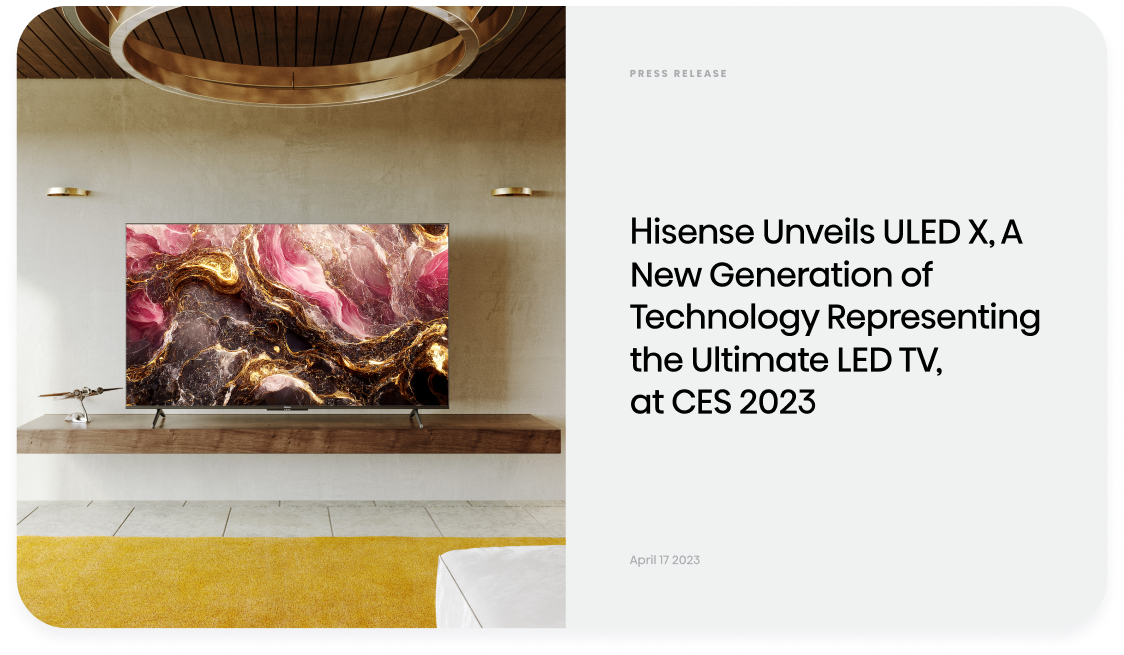 PRESS RELEASE
Hisense Unveils ULED X, A
New Generation of
Technology Representing
the Ultimate LED TV,
at CES 2023
April 17 2023